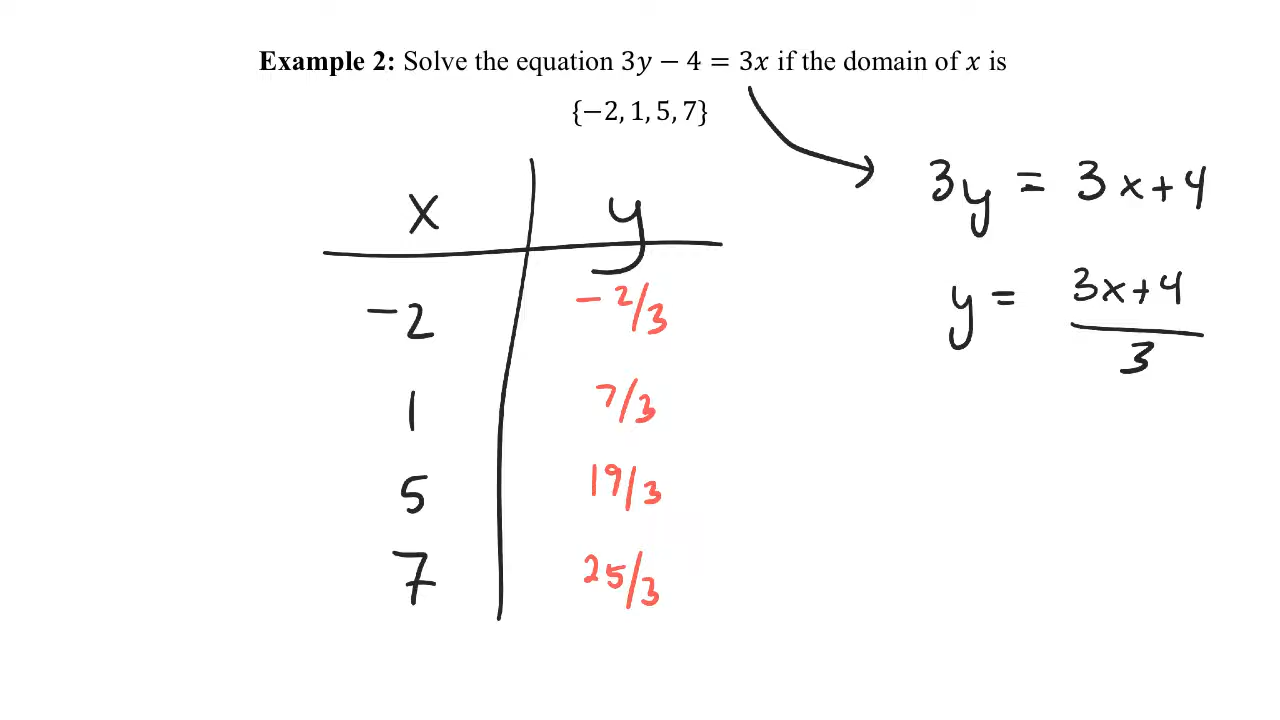 Example 2: Solve the equation 3𝑦 − 4 = 3𝑥 if the domain of 𝑥 is
{−2, 1, 5, 7}
3y = 3x+4
x y
y = 3x+4
3
-2 -2/3
1 7/3
5 19/3
7 25/3